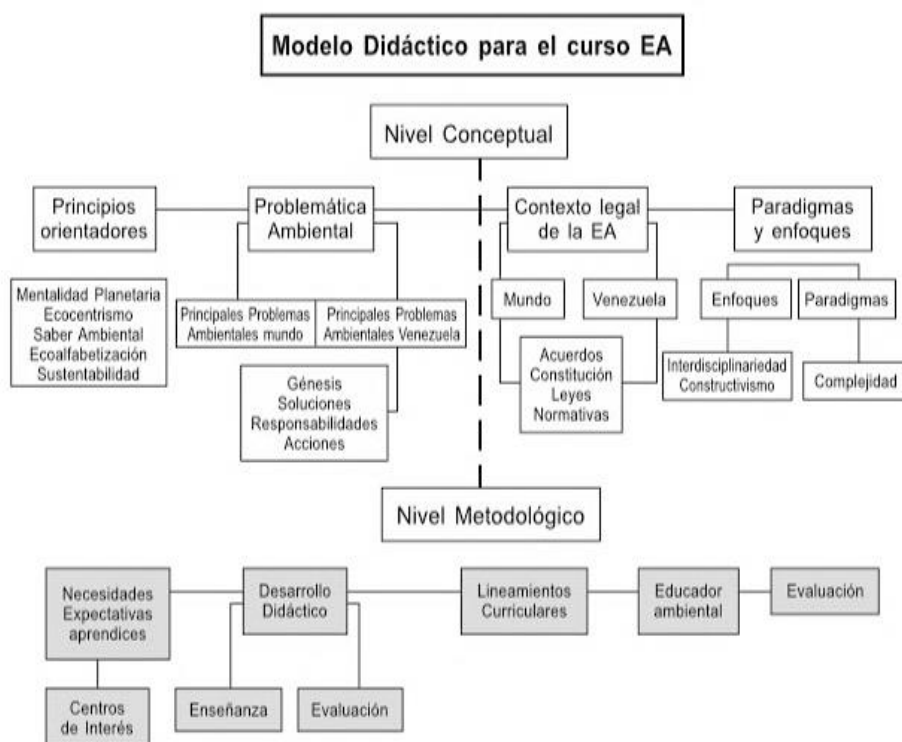 Modelo Didáctico para el curso EA
Nivel Conceptual
Principios
orientadores
Problemática
Ambiental
Contexto legal
de la EA
Paradigmas
y enfoques
Mentalidad Planetaria
Ecocentrismo
Saber Ambiental
Ecoalfabetización
Sustentabilidad
Principales Problemas
Ambientales mundo
Principales Problemas
Ambientales Venezuela
Mundo
Venezuela
Enfoques
Paradigmas
Génesis
Soluciones
Responsabilidades
Acciones
Acuerdos
Constitución
Leyes
Normativas
Interdisciplinariedad
Constructivismo
Complejidad
Nivel Metodológico
Necesidades
Expectativas
aprendices
Desarrollo
Didáctico
Lineamientos
Curriculares
Educador
ambiental
Evaluación
Centros
de Interés
Enseñanza
Evaluación